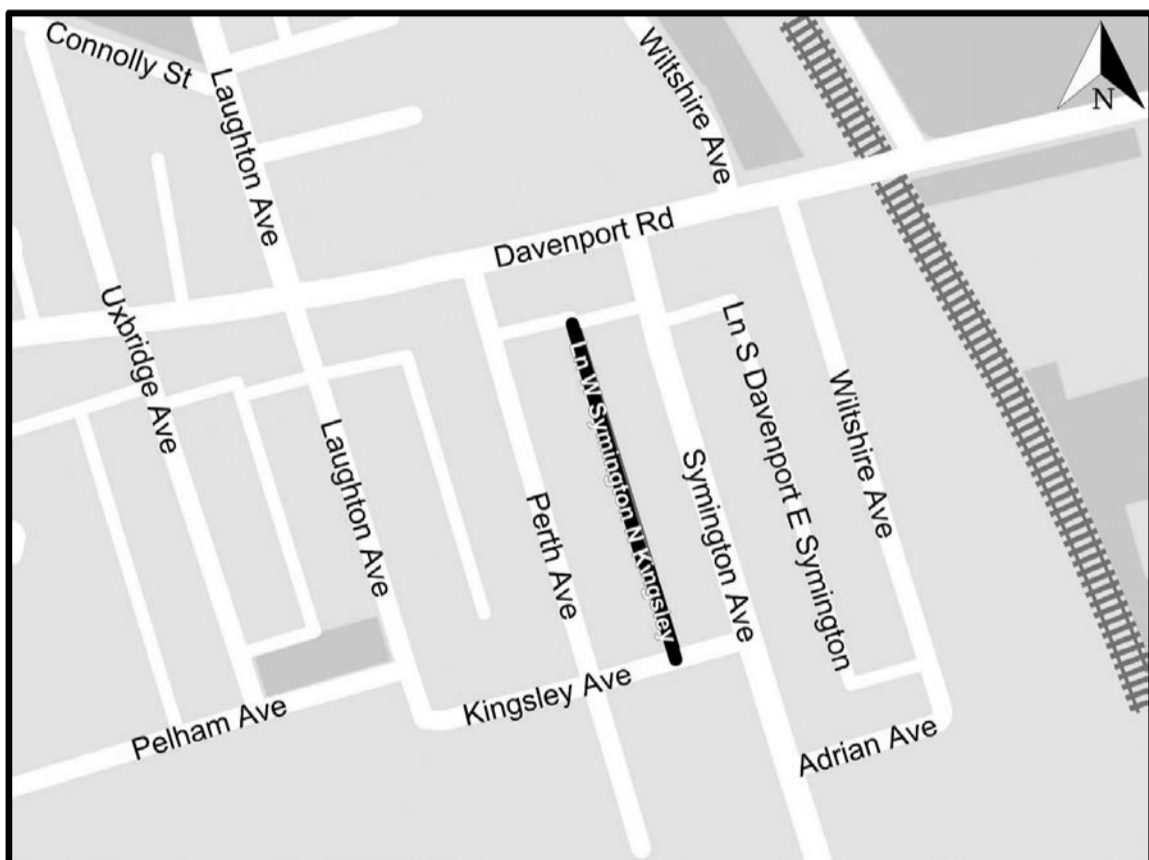 Connolly St
Laughton Ave
Wiltshire Ave
N
Davenport Rd
Uxbridge Ave
Ln W Symington N Kingsley
Ln S Davenport E Symington
Wiltshire Ave
Laughton Ave
Perth Ave
Symington Ave
Kingsley Ave
Pelham Ave
Adrian Ave